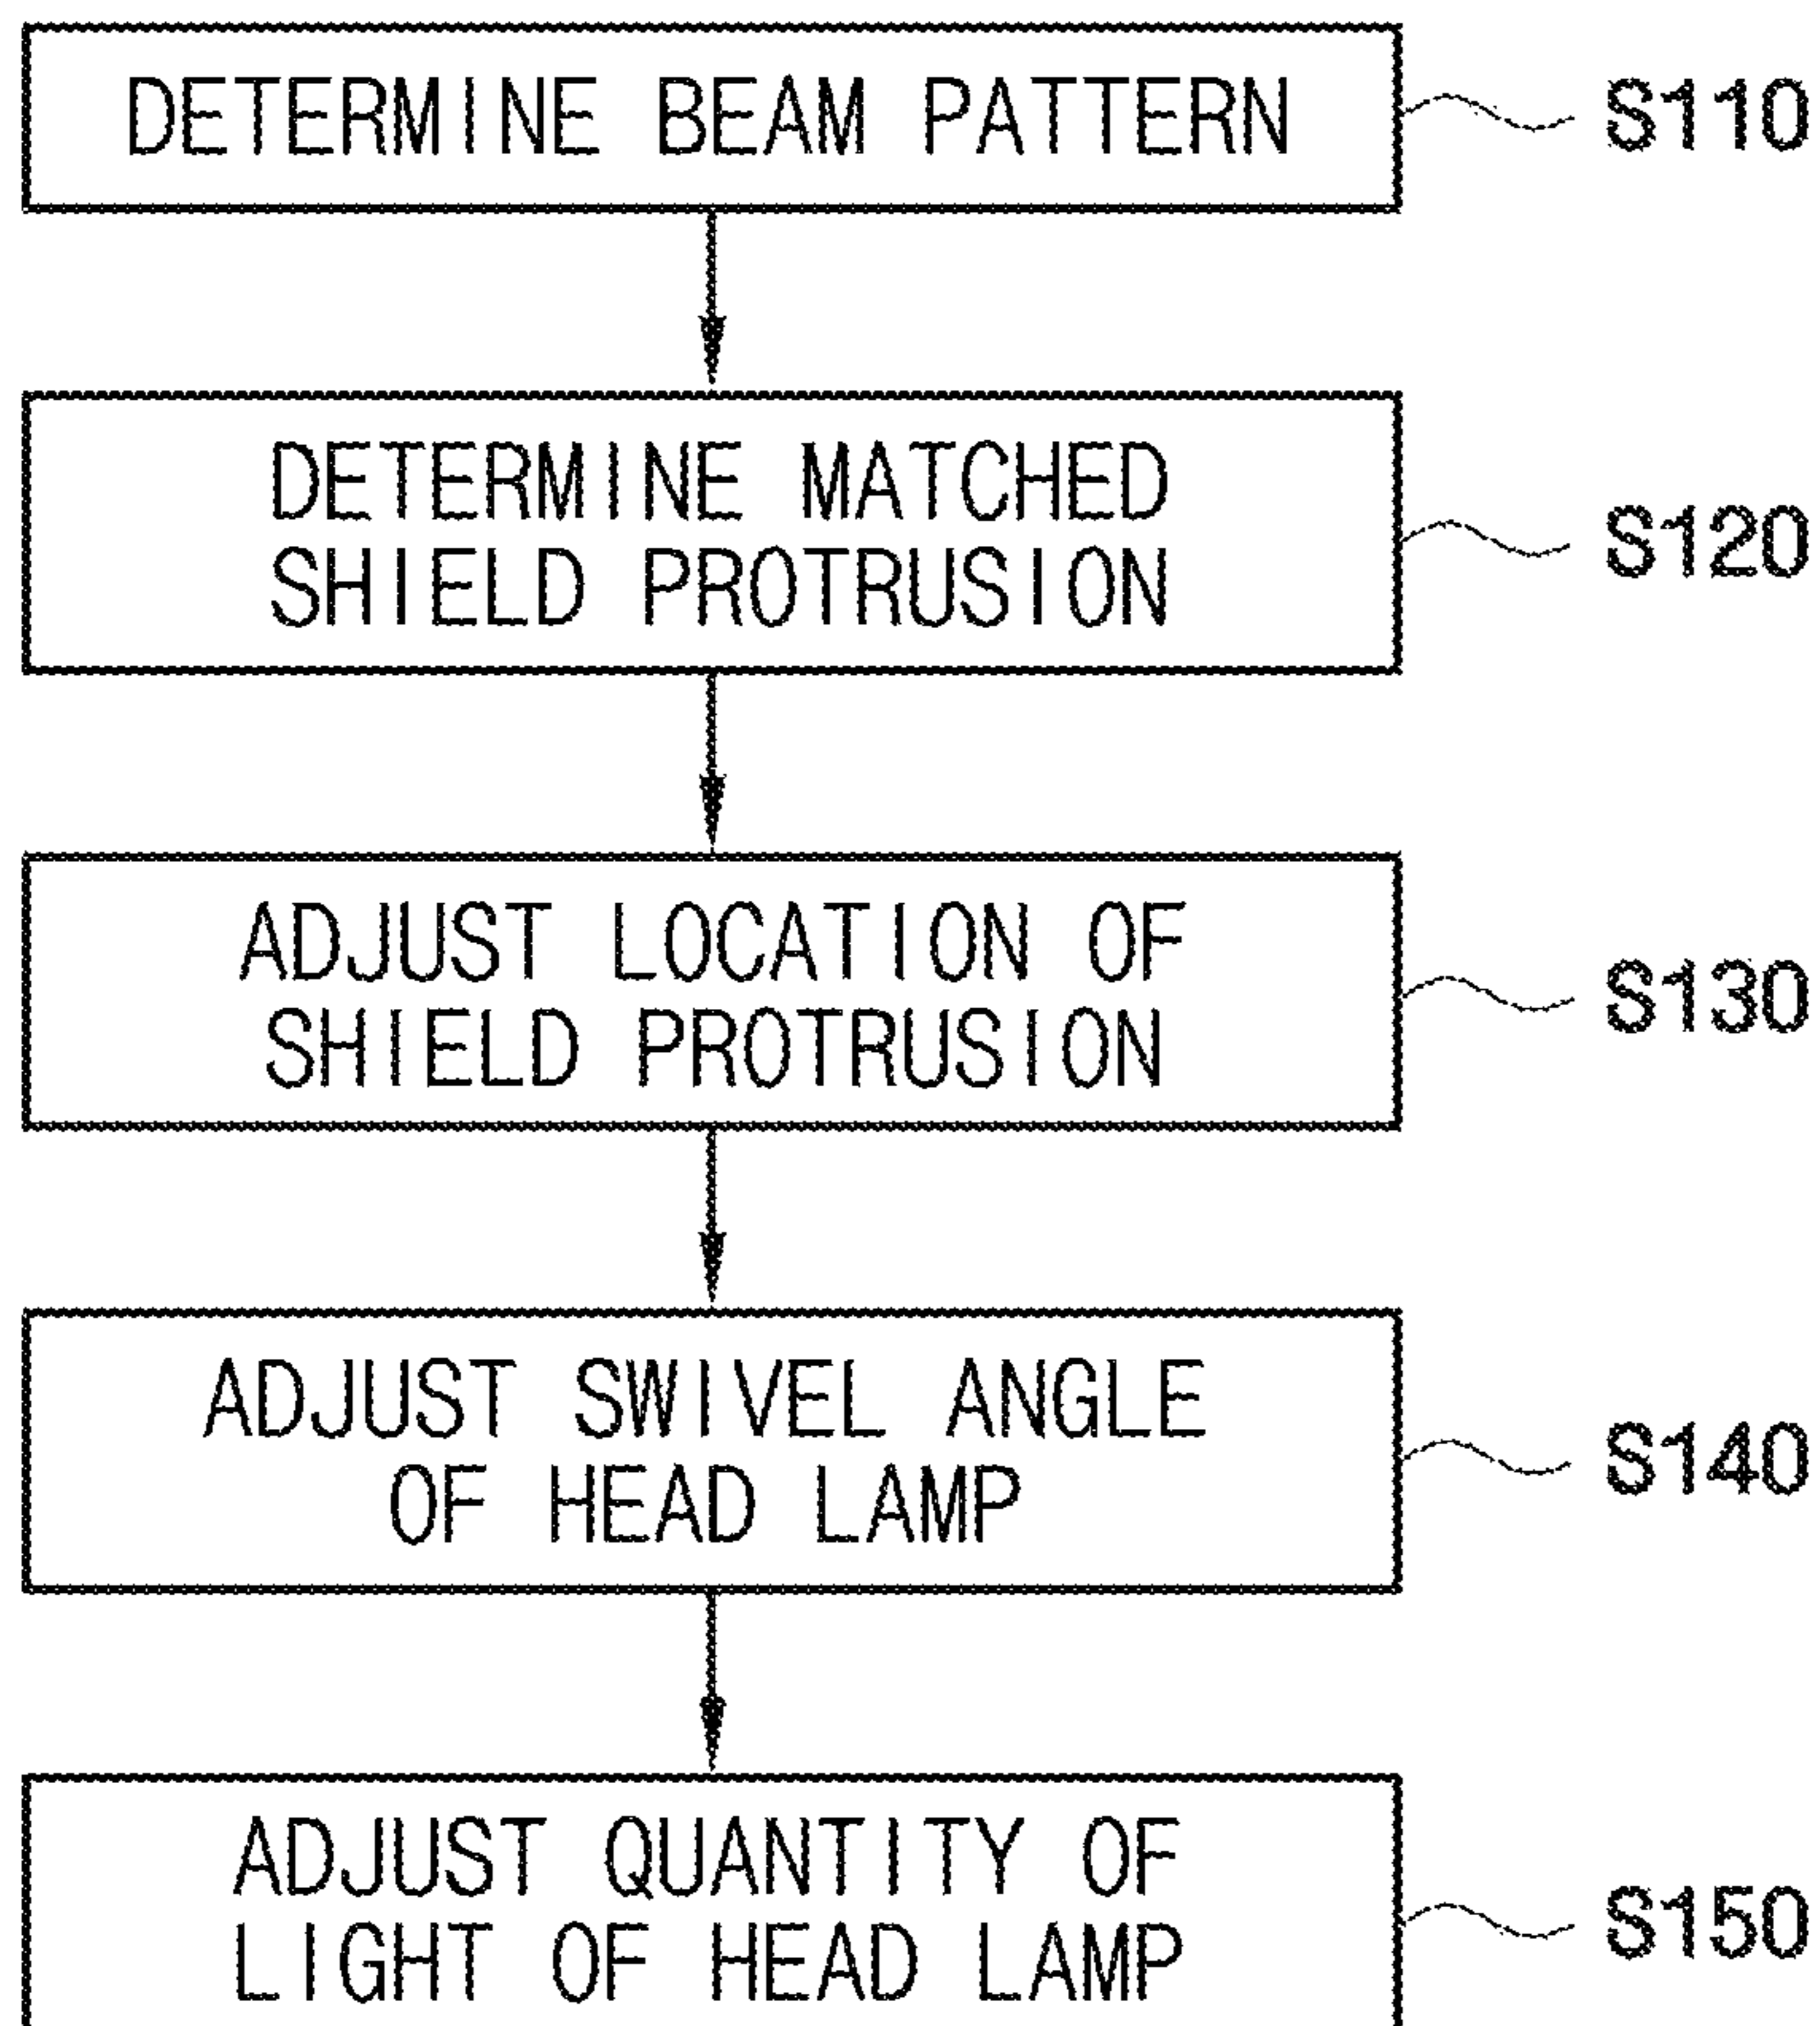 DETERMINE BEAM PATTERN
S110
DETERMINE MATCHED
SHIELD PROTRUSION
S120
ADJUST LOCATION OF
SHIELD PROTRUSION
S130
ADJUST SWIVEL ANGLE
OF HEAD LAMP
S140
ADJUST QUANTITY OF
LIGHT OF HEAD LAMP
S150